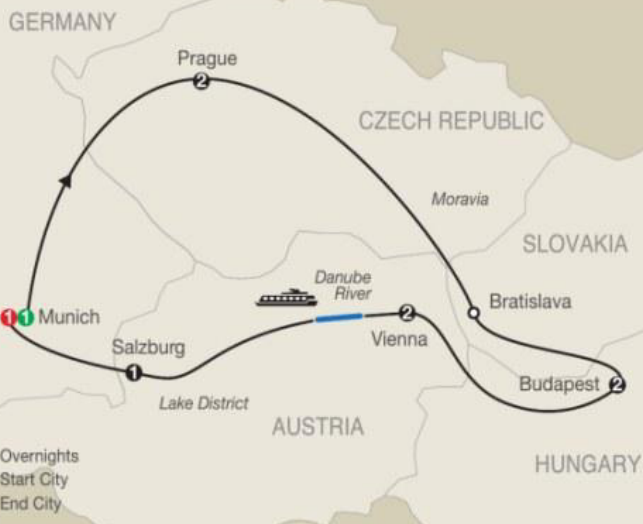 GERMANY
Prague
2
CZECH REPUBLIC
Moravia
SLOVAKIA
Danube
River
Bratislava
1 1 Munich
2
Vienna
Salzburg
1
Budapest 2
Lake District
AUSTRIA
HUNGARY
Overnights
Start City
End City